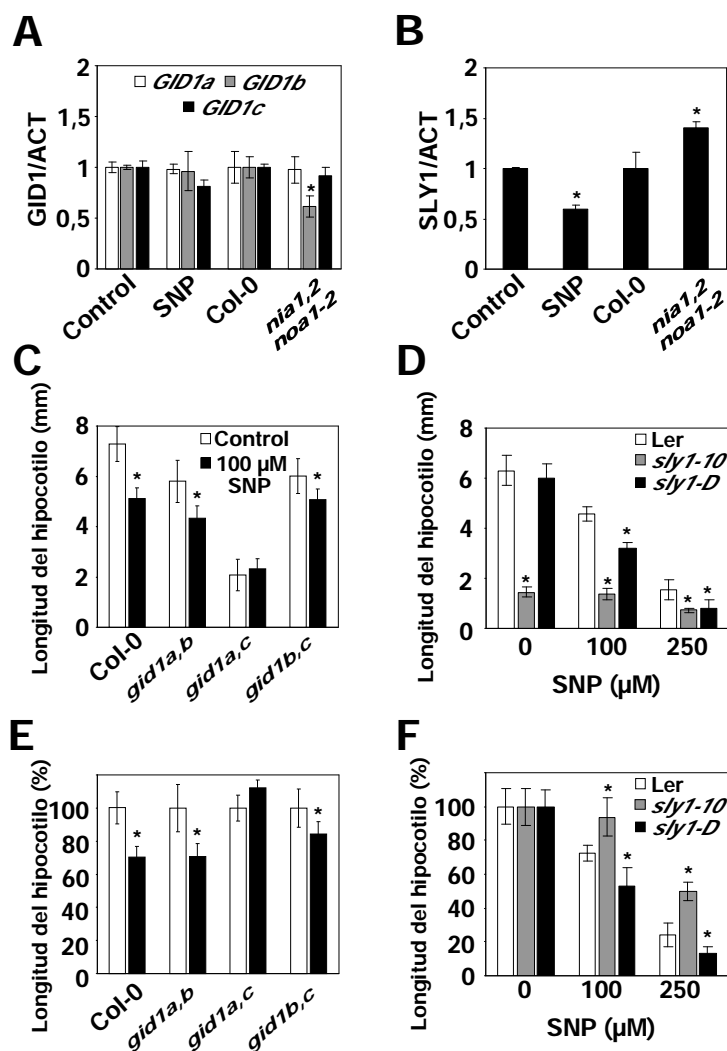 A
GID1a GID1b
GID1c
GID1/ACT
2
1,5
1
0,5
0
Control
SNP
Col-0
nia1,2
noa1-2
B
SLY1/ACT
2
1,5
1
0,5
0
*
*
Control
SNP
Col-0
nia1,2
noa1-2
C
Longitud del hipocotilo (mm)
8
6
4
2
0
Control
100 µM
SNP
*
*
*
Col-0
gid1a,b
gid1a,c
gid1b,c
D
Longitud del hipocotilo (mm)
8
6
4
2
0
Ler
sly1-10
sly1-D
*
*
*
*
*
0
100
250
SNP (µM)
E
Longitud del hipocotilo (%)
100
80
60
40
20
0
*
*
*
Col-0
gid1a,b
gid1a,c
gid1b,c
F
Longitud del hipocotilo (%)
100
80
60
40
20
0
Ler
sly1-10
sly1-D
*
*
*
*
0
100
250
SNP (µM)